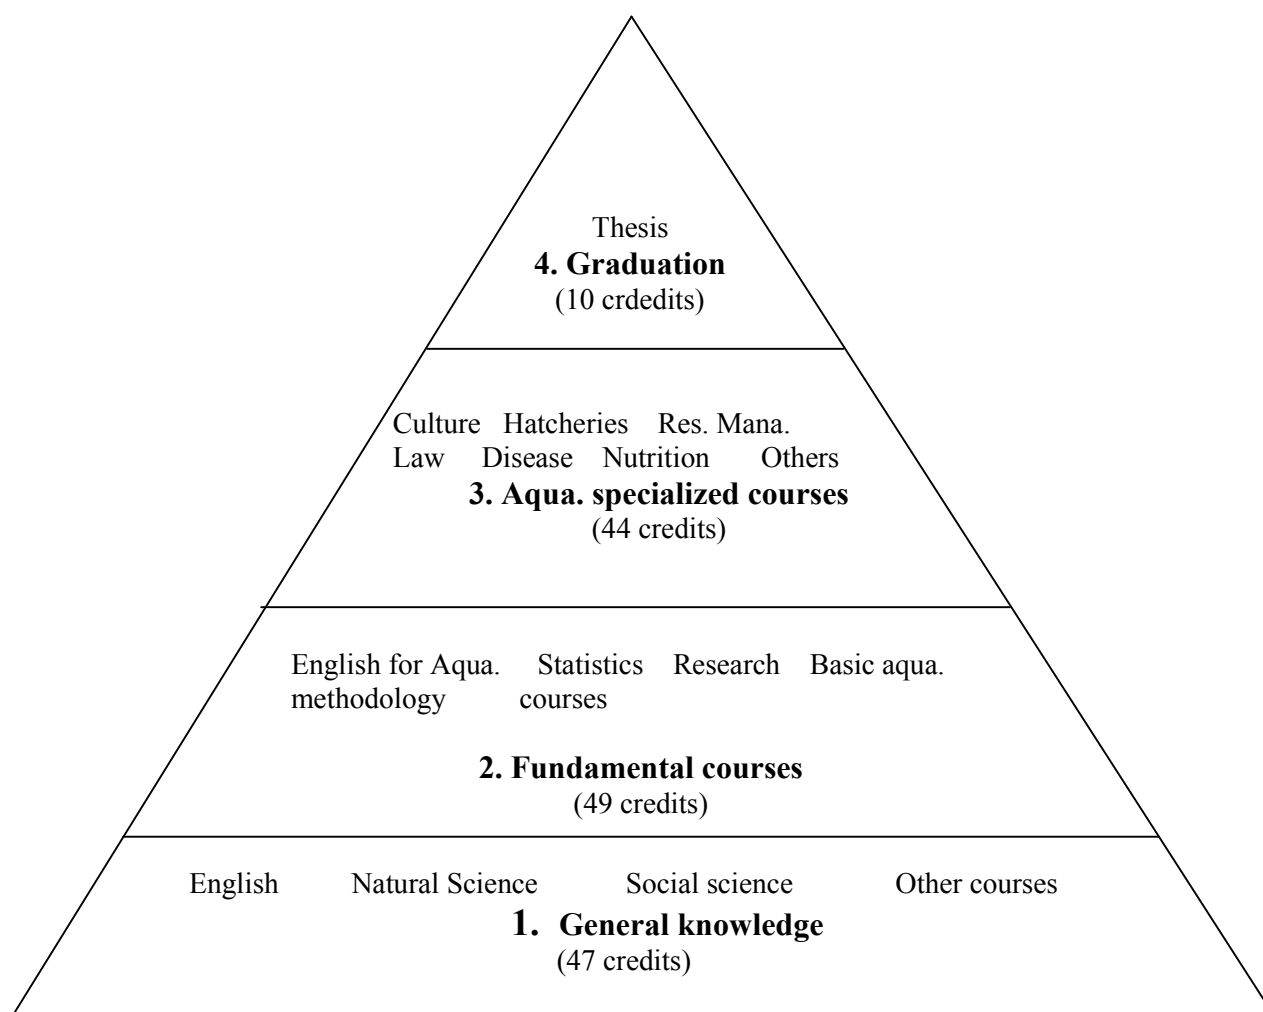 Thesis
4. Graduation
(10 crdedits)
Culture Hatcheries Res. Mana.
Law Disease Nutrition Others
3. Aqua. specialized courses
(44 credits)
English for Aqua. Statistics Research Basic aqua.
methodology courses
2. Fundamental courses
(49 credits)
English Natural Science Social science Other courses
1. General knowledge
(47 credits)